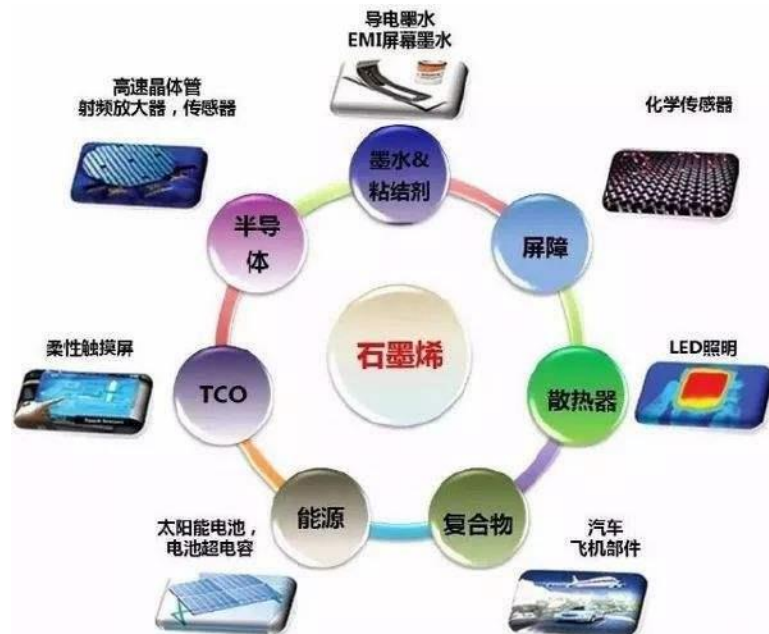 导电墨水
EMI屏幕墨水
高速晶体管
射频放大器，传感器
化学传感器
墨水&
粘结剂
半导
体
屏障
石墨烯
柔性触摸屏
TCO
LED照明
散热器
能源
复合物
太阳能电池，
电池超电容
汽车
飞机部件